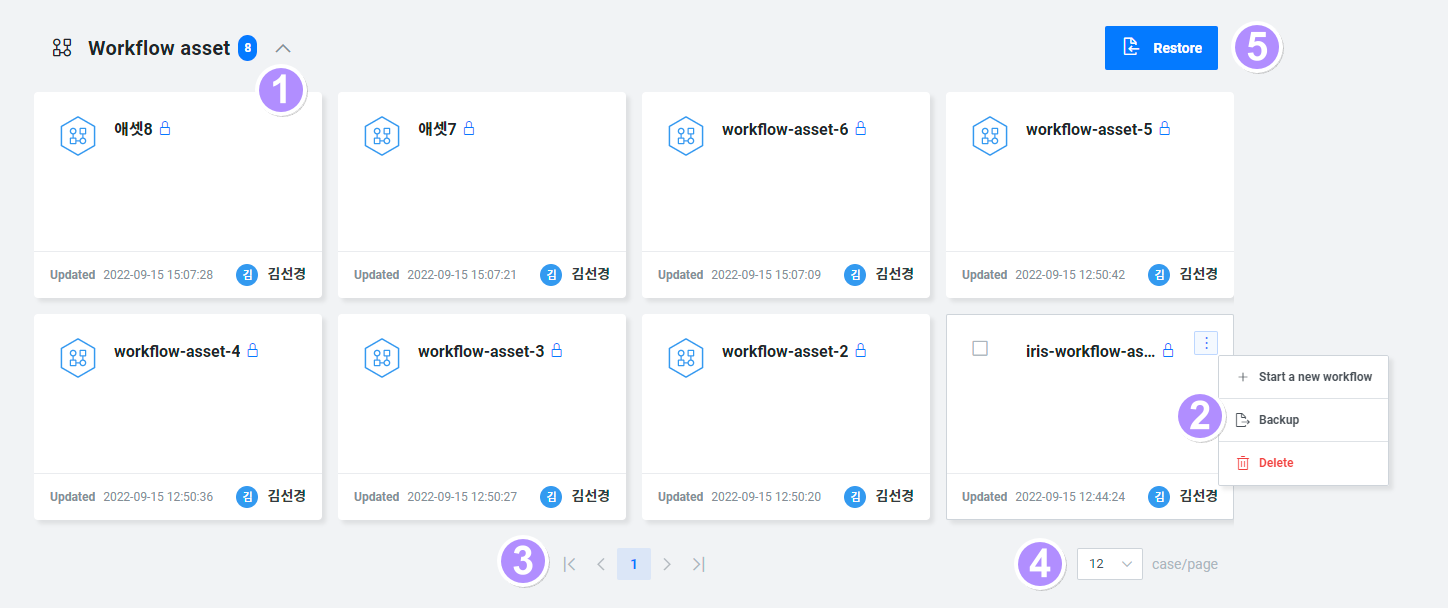 Workflow asset 8
Restore
5
1
애셋8
애셋7
workflow-asset-6
workflow-asset-5
Updated 2022-09-15 15:07:28 김 김선경
Updated 2022-09-15 15:07:21 김 김선경
Updated 2022-09-15 15:07:09 김 김선경
Updated 2022-09-15 12:50:42 김 김선경
workflow-asset-4
workflow-asset-3
workflow-asset-2
iris-workflow-as...
Start a new workflow
2
Backup
Delete
Updated 2022-09-15 12:50:36 김 김선경
Updated 2022-09-15 12:50:27 김 김선경
Updated 2022-09-15 12:50:20 김 김선경
Updated 2022-09-15 12:44:24 김 김선경
3
1
4
12
case/page